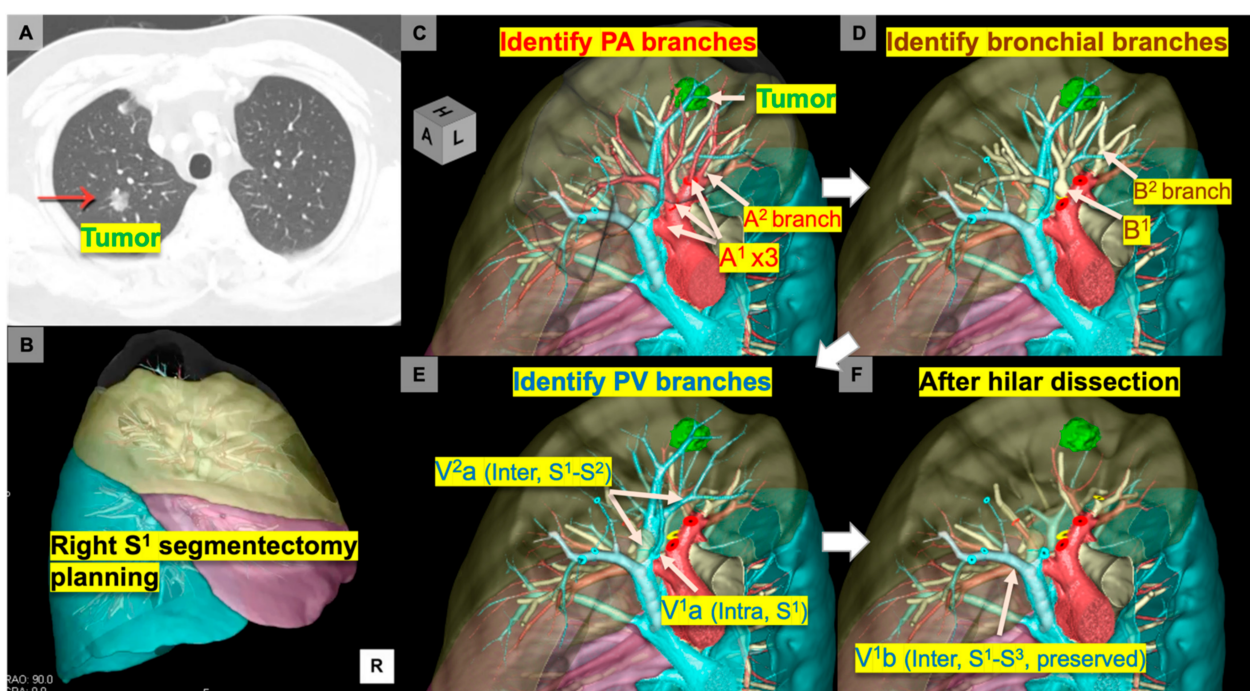 A
Tumor
B
Right S¹ segmentectomy
planning
R
RAO: 90.0
C
Identify PA branches
H
A
L
Tumor
A² branch
A¹ x3
D
Identify bronchial branches
B² branch
B¹
E
Identify PV branches
V²a (Inter, S¹-S²)
V¹a (Intra, S¹)
F
After hilar dissection
V¹b (Inter, S¹-S³, preserved)